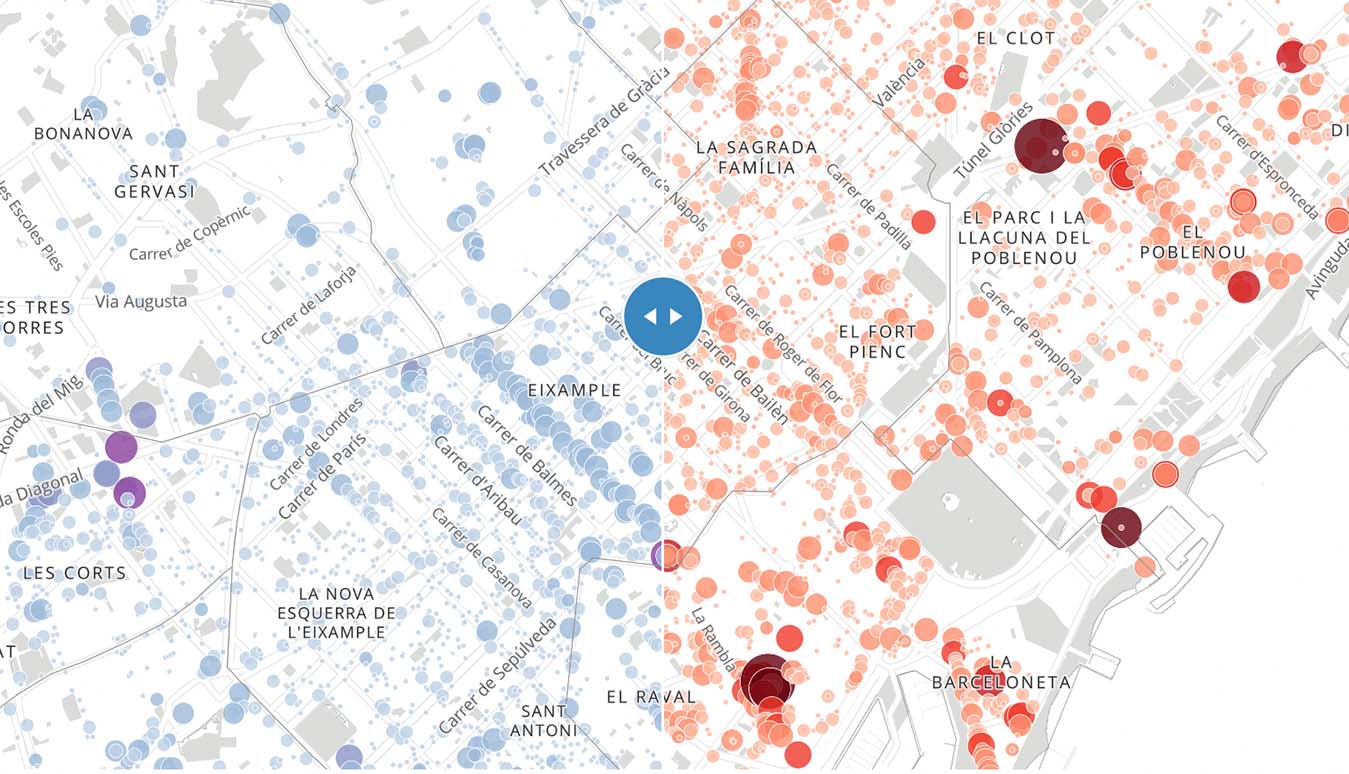 EL CLOT
València
Travessera de Gràcia
LA
BONANOVA
Túnel Glòries
Carrer d'Espronceda
DI
LA SAGRADA
FAMÍLIA
SANT
GERVASI
Carrer de Nàpols
Carrer de Padilla
les Escoles Pies
Carrer de Copèrnic
EL PARC I LA
LLACUNA DEL
POBLENOU
EL
POBLENOU
Avinguda
Via Augusta
Carrer de Laforja
ES TRES
ORRES
Carrer de Roger de Flor
Carrer de Pamplona
EL FORT
PIENC
Carrer de Bailèn
rer de Girona
EIXAMPLE
Ronda del Mig
Carrer de Londres
Carrer de París
Carrer de Balmes
Carrer d'Aribau
da Diagonal
Carrer de Casanova
LES CORTS
LA NOVA
ESQUERRA DE
L'EIXAMPLE
La Rambla
Carrer de Sepúlveda
AT
LA
BARCELONETA
EL RAVAL
SANT
ANTONI